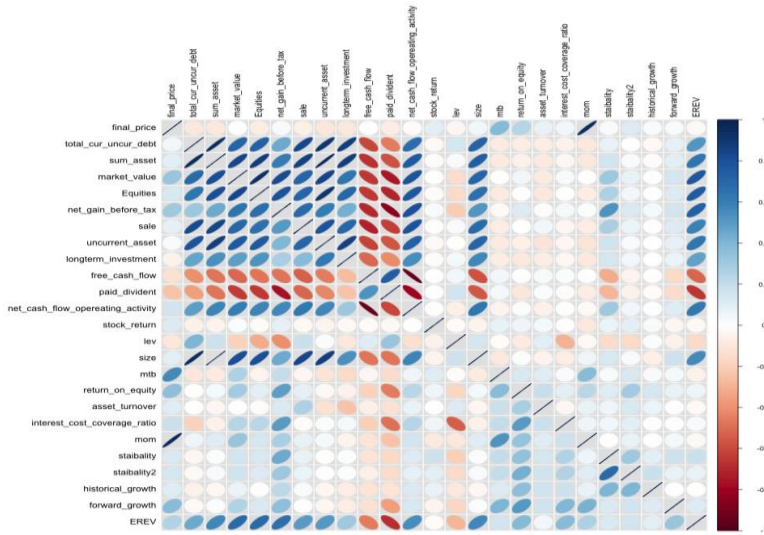 final_price
total_cur_uncur_debt
sum_asset
market_value
Equities
net_gain_before_tax
sale
uncurrent_asset
longterm_investment
free_cash_flow
paid_divident
net_cash_flow_opereating_activity
stock_return
lev
size
mtb
return_on_equity
asset_turnover
interest_cost_coverage_ratio
mom
staibality
staibality2
historical_growth
forward_growth
EREV
final_price
total_cur_uncur_debt
sum_asset
market_value
Equities
net_gain_before_tax
sale
uncurrent_asset
longterm_investment
free_cash_flow
paid_divident
net_cash_flow_opereating_activity
stock_return
lev
size
mtb
return_on_equity
asset_turnover
interest_cost_coverage_ratio
mom
staibality
staibality2
historical_growth
forward_growth
EREV